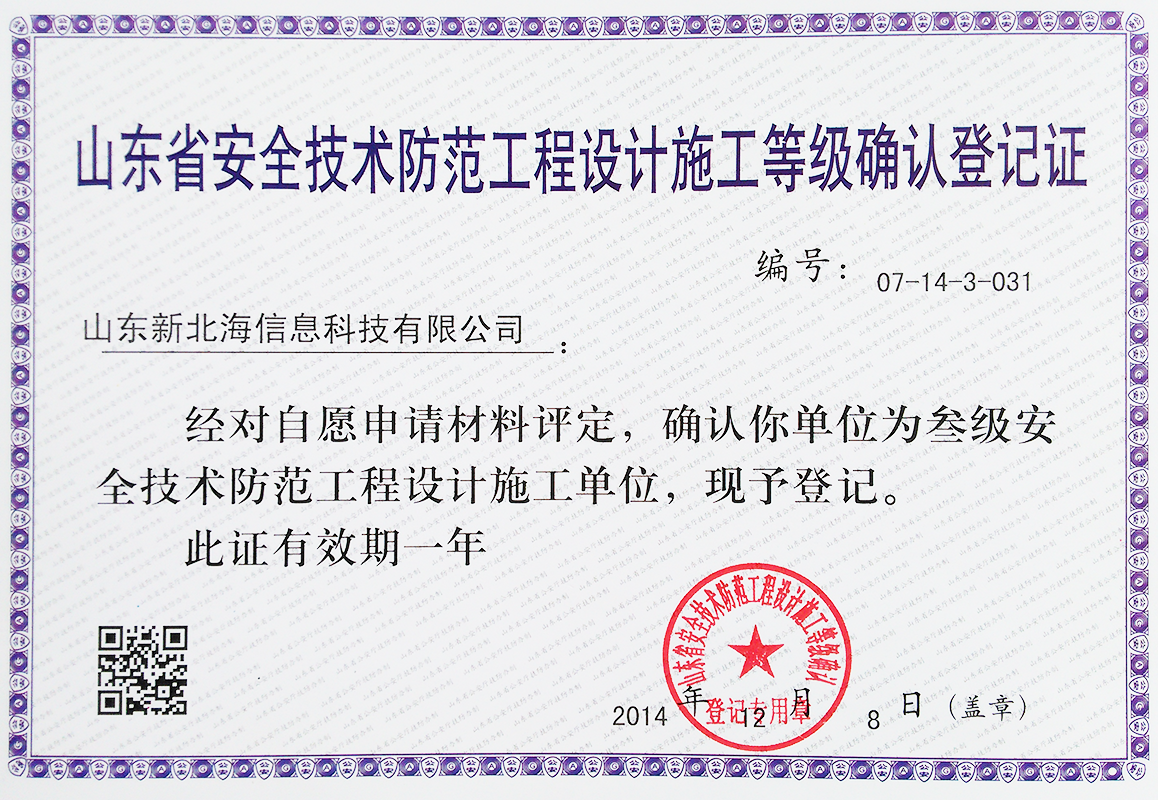 山东省安全技术防范工程设计施工等级确认登记证
编号： 07-14-3-031
山东新北海信息科技有限公司：
经对自愿申请材料评定，确认你单位为叁级安
全技术防范工程设计施工单位，现予登记。
此证有效期一年
山东省安全技术防范工程设计施工等级确认
登记专用章
2014 年 12 月 8 日（盖章）